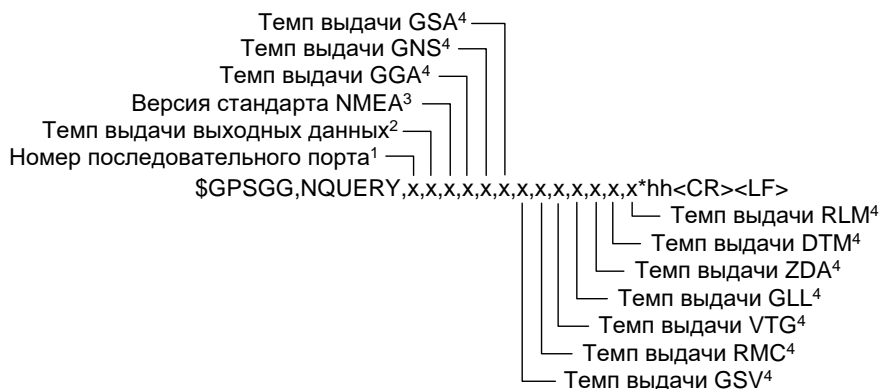 Темп выдачи GSA⁴
Темп выдачи GNS⁴
Темп выдачи GGA⁴
Версия стандарта NMEA³
Темп выдачи выходных данных²
Номер последовательного порта¹
$GPSGG,NQUERY,x,x,x,x,x,x,x,x,x,x,x,x,x*hh<CR><LF>
Темп выдачи RLM⁴
Темп выдачи DTM⁴
Темп выдачи ZDA⁴
Темп выдачи GLL⁴
Темп выдачи VTG⁴
Темп выдачи RMC⁴
Темп выдачи GSV⁴